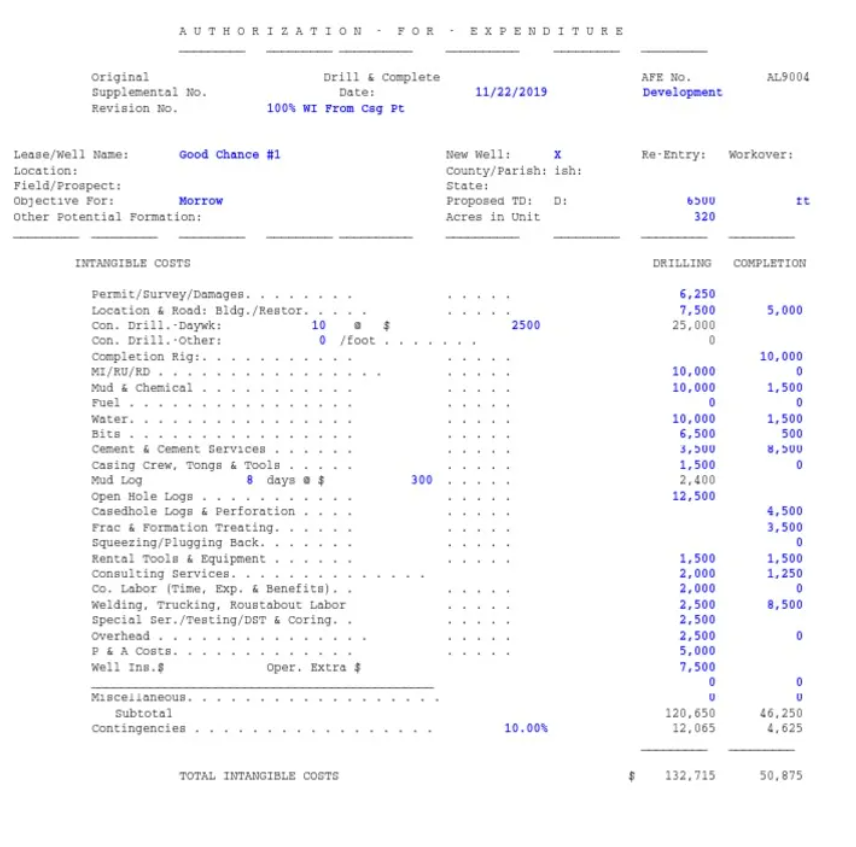 A U T H O R I Z A T I O N - F O R - E X P E N D I T U R E
Original Drill & Complete AFE No. AL9004
Supplemental No. Date: 11/22/2019 Development
Revision No. 100% WI From Csg Pt
Lease/Well Name: Good Chance #1 New Well: X Re-Entry: Workover:
Location: County/Parish: ish:
Field/Prospect: State:
Objective For: Morrow Proposed TD: D: 6500 ft
Other Potential Formation: Acres in Unit 320
INTANGIBLE COSTS DRILLING COMPLETION
Permit/Survey/Damages. . . . . . . . . . . . . 6,250
Location & Road: Bldg./Restor. . . . . . . . . . 7,500 5,000
Con. Drill.-Daywk: 10 @ $ 2500 25,000
Con. Drill.-Other: 0 /foot . . . . . . . 0
Completion Rig:. . . . . . . . . . . . . . . . 10,000
MI/RU/RD . . . . . . . . . . . . . . . . . . . . 10,000 0
Mud & Chemical . . . . . . . . . . . . . . . 10,000 1,500
Fuel . . . . . . . . . . . . . . . . . . . . 0 0
Water. . . . . . . . . . . . . . . . . . . . 10,000 1,500
Bits . . . . . . . . . . . . . . . . . . . . 6,500 500
Cement & Cement Services . . . . . . . . . . . 3,500 8,500
Casing Crew, Tongs & Tools . . . . . . . . . . 1,500 0
Mud Log 8 days @ $ 300 . . . . . 2,400
Open Hole Logs . . . . . . . . . . . . . . . 12,500
Casedhole Logs & Perforation . . . . . . . . 4,500
Frac & Formation Treating. . . . . . . . . . . 3,500
Squeezing/Plugging Back. . . . . . . . . . . . 0
Rental Tools & Equipment . . . . . . . . . . . 1,500 1,500
Consulting Services. . . . . . . . . . . . . . 2,000 1,250
Co. Labor (Time, Exp. & Benefits). . . . . . . 2,000 0
Welding, Trucking, Roustabout Labor . . . . . 2,500 8,500
Special Ser./Testing/DST & Coring. . . . . . . 2,500
Overhead . . . . . . . . . . . . . . . . . . . 2,500 0
P & A Costs. . . . . . . . . . . . . . . . . 5,000
Well Ins.$ Oper. Extra $ 7,500
0 0
Miscellaneous. . . . . . . . . . . . . . . . . . . 0 0
Subtotal 120,650 46,250
Contingencies . . . . . . . . . . . . . . . . . 10.00% 12,065 4,625
TOTAL INTANGIBLE COSTS $ 132,715 50,875